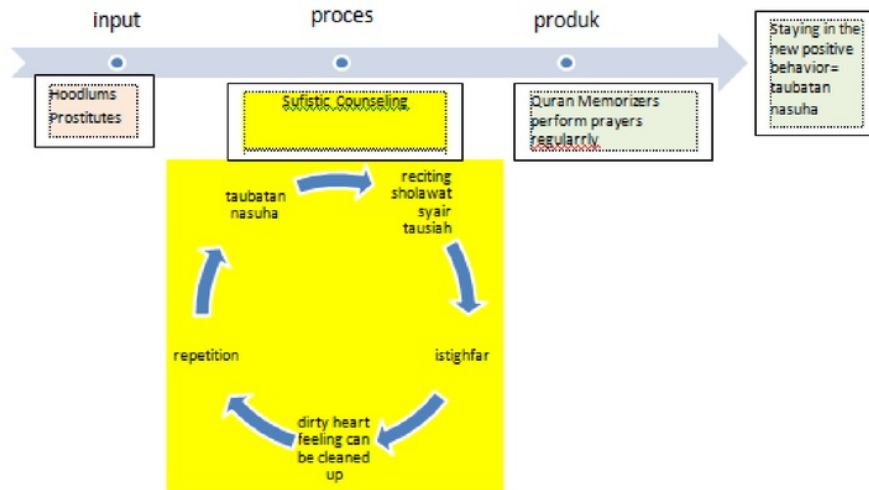 input
proces
produk
Staying in the
new positive
behavior=
taubatan
nasuha
Hoodlums
Prostitutes
Sufistic Counseling
Quran Memorizers
perform prayers
regularrly
taubatan
nasuha
reciting
sholawat
syair
tausiah
repetition
istighfar
dirty heart
feeling can
be cleaned
up